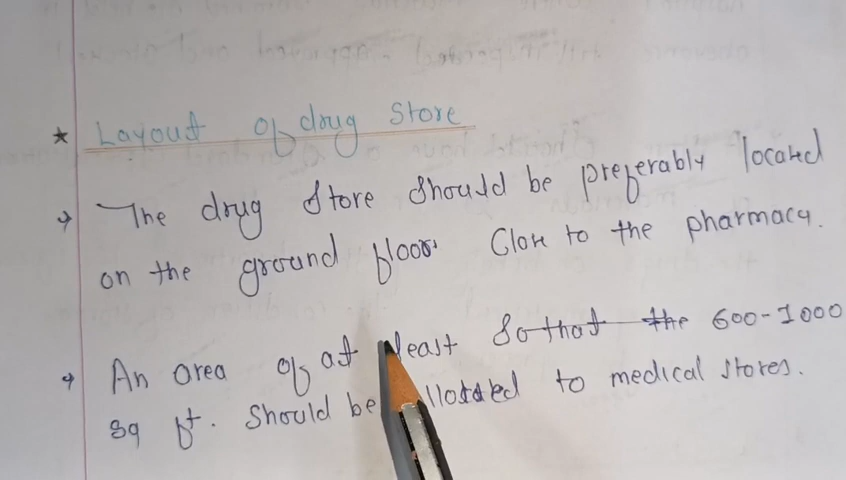 ★ Layout of drug Store
→ The drug Store Should be preferably located
on the ground floor. Close to the pharmacy.
→ An area of at least So that the 600-1000
sq ft. Should be allotted to medical stores.